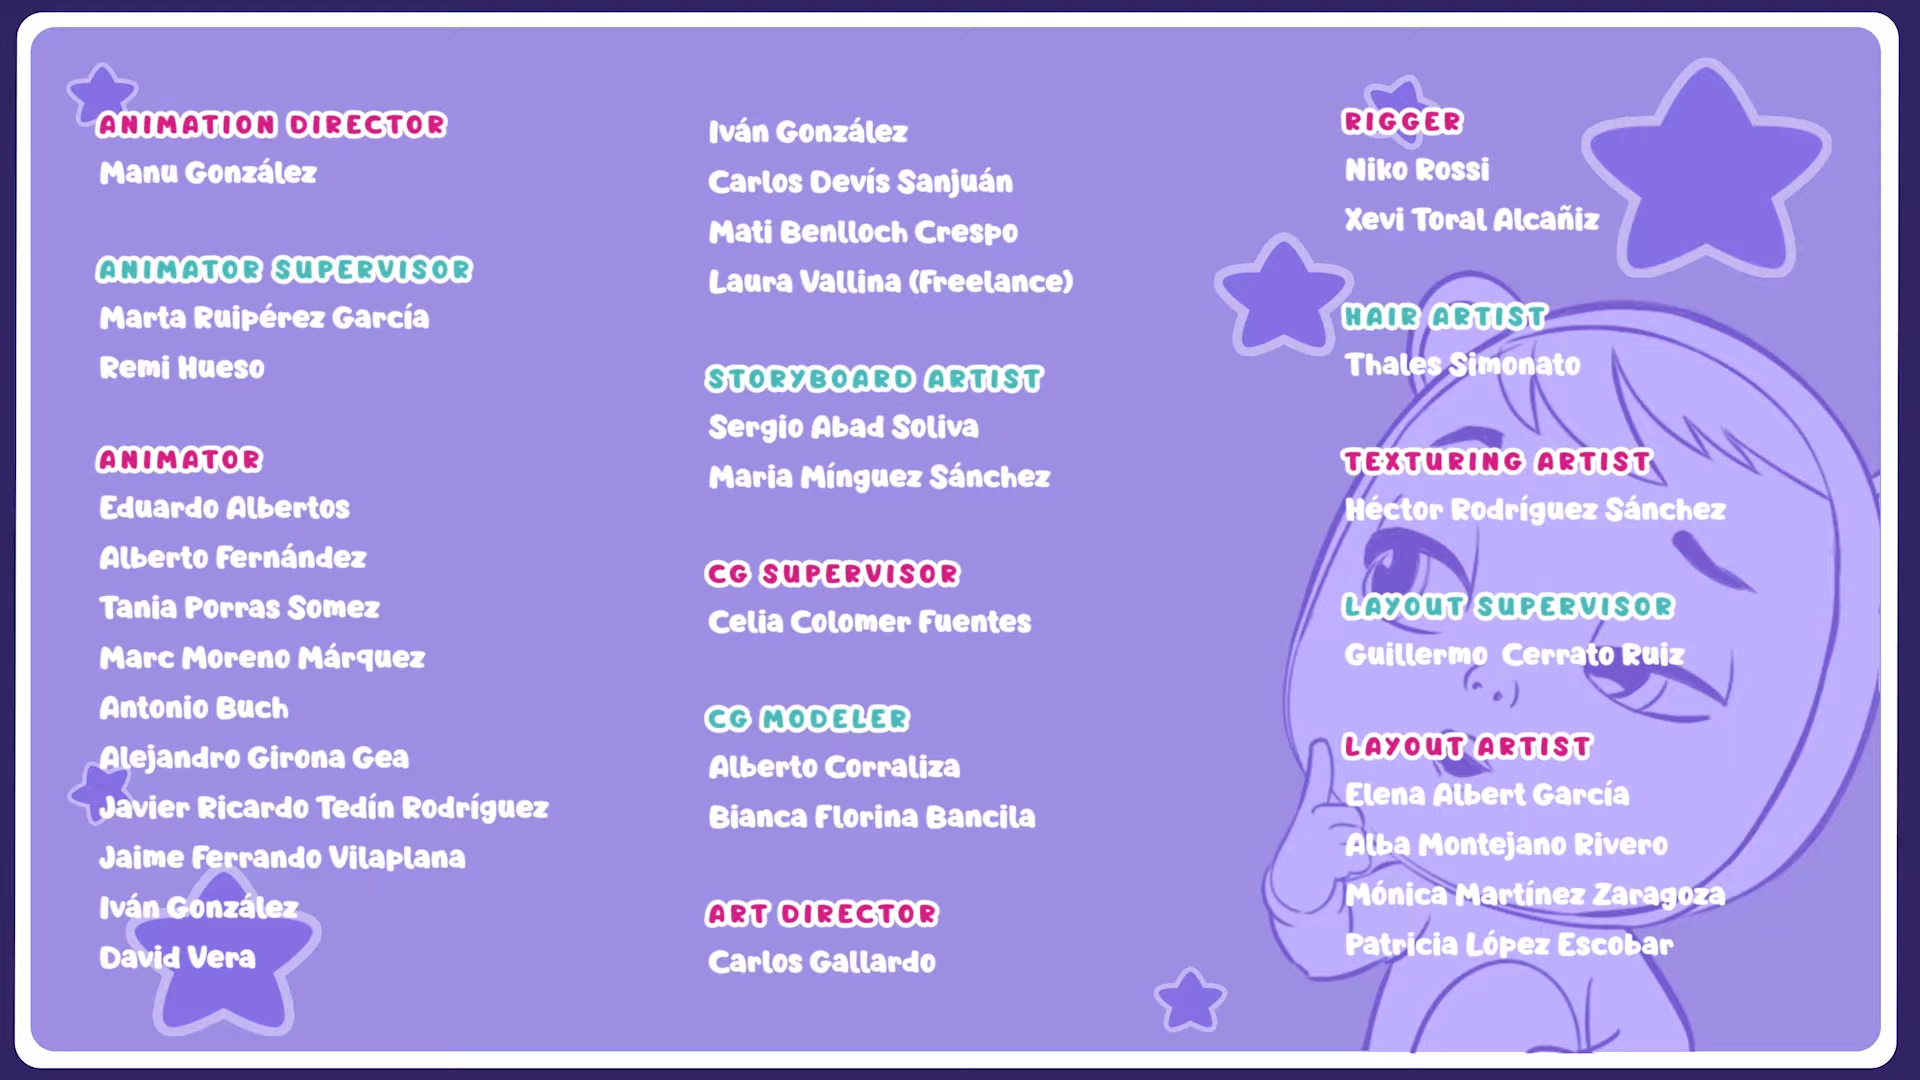 ANIMATION DIRECTOR
Manu González
ANIMATOR SUPERVISOR
Marta Ruipérez García
Remi Hueso
ANIMATOR
Eduardo Albertos
Alberto Fernández
Tania Porras Somez
Marc Moreno Márquez
Antonio Buch
Alejandro Girona Gea
Javier Ricardo Tedín Rodríguez
Jaime Ferrando Vilaplana
Iván González
David Vera
Iván González
Carlos Devís Sanjuán
Mati Benlloch Crespo
Laura Vallina (Freelance)
STORYBOARD ARTIST
Sergio Abad Soliva
Maria Mínguez Sánchez
CG SUPERVISOR
Celia Colomer Fuentes
CG MODELER
Alberto Corraliza
Bianca Florina Bancila
ART DIRECTOR
Carlos Gallardo
RIGGER
Niko Rossi
Xevi Toral Alcañiz
HAIR ARTIST
Thales Simonato
TEXTURING ARTIST
Héctor Rodríguez Sánchez
LAYOUT SUPERVISOR
Guillermo Cerrato Ruiz
LAYOUT ARTIST
Elena Albert García
Alba Montejano Rivero
Mónica Martínez Zaragoza
Patricia López Escobar